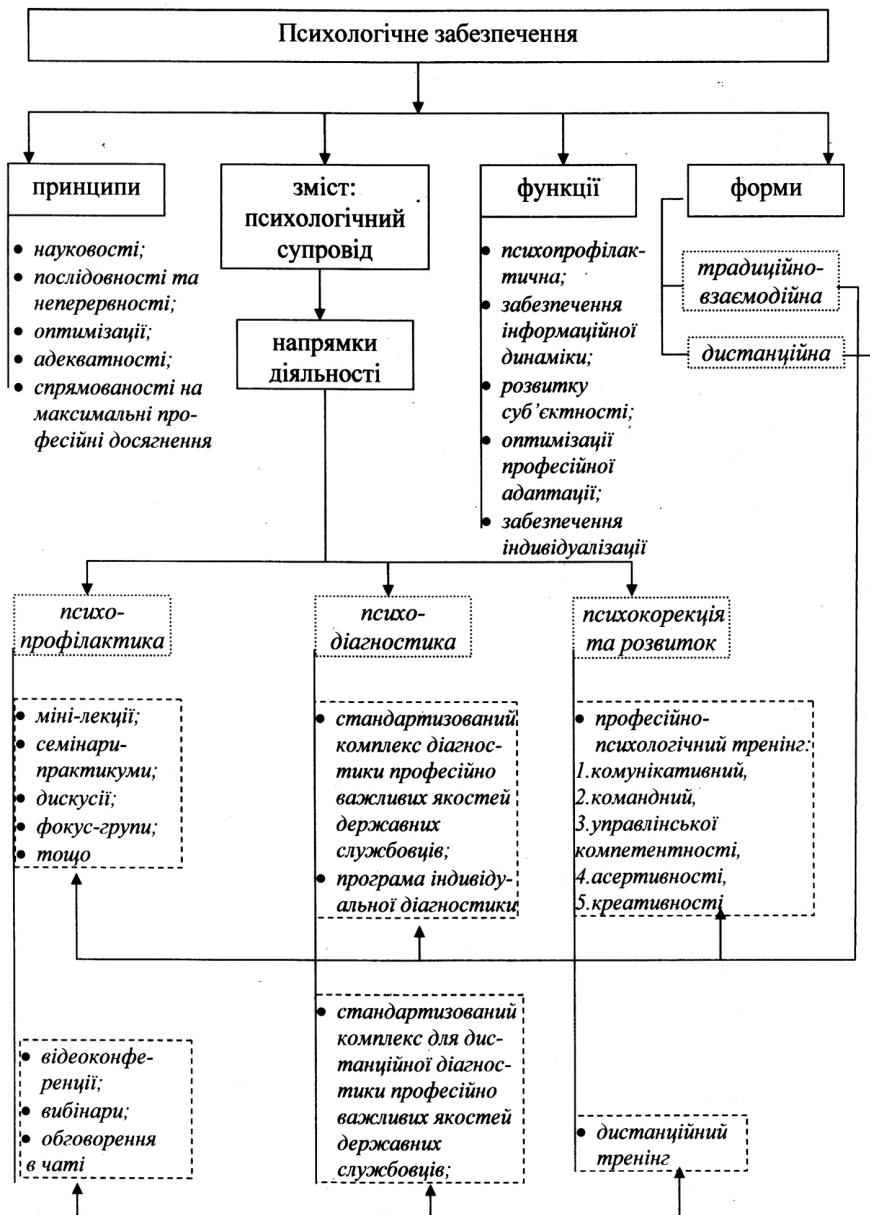 Психологічне забезпечення
принципи
• науковості;
• послідовності та
неперервності;
• оптимізації;
• адекватності;
• спрямованості на
максимальні про-
фесійні досягнення
зміст:
психологічний
супровід
напрямки
діяльності
функції
• психопрофілак-
тична;
• забезпечення
інформаційної
динаміки;
• розвитку
суб’єктності;
• оптимізації
професійної
адаптації;
• забезпечення
індивідуалізації
форми
традиційно-
взаємодійна
дистанційна
психо-
профілактика
• міні-лекції;
• семінари-
практикуми;
• дискусії;
• фокус-групи;
• тощо
• відеоконфе-
ренції;
• вибінари;
• обговорення
в чаті
психо-
діагностика
• стандартизований
комплекс діагнос-
тики професійно
важливих якостей
державних
службовців;
• програма індивіду-
альної діагностики
• стандартизований
комплекс для дис-
танційної діагнос-
тики професійно
важливих якостей
державних
службовців;
психокорекція
та розвиток
• професійно-
психологічний тренінг:
1.комунікативний,
2.командний,
3.управлінської
компетентності,
4.асертивності,
5.креативності
• дистанційний
тренінг